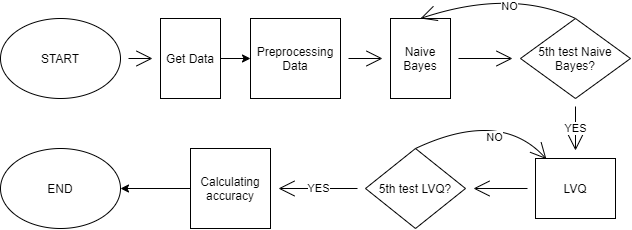 NO
START
Get Data
Preprocessing
Data
Naive
Bayes
5th test Naive
Bayes?
YES
NO
END
Calculating
accuracy
YES
5th test LVQ?
LVQ